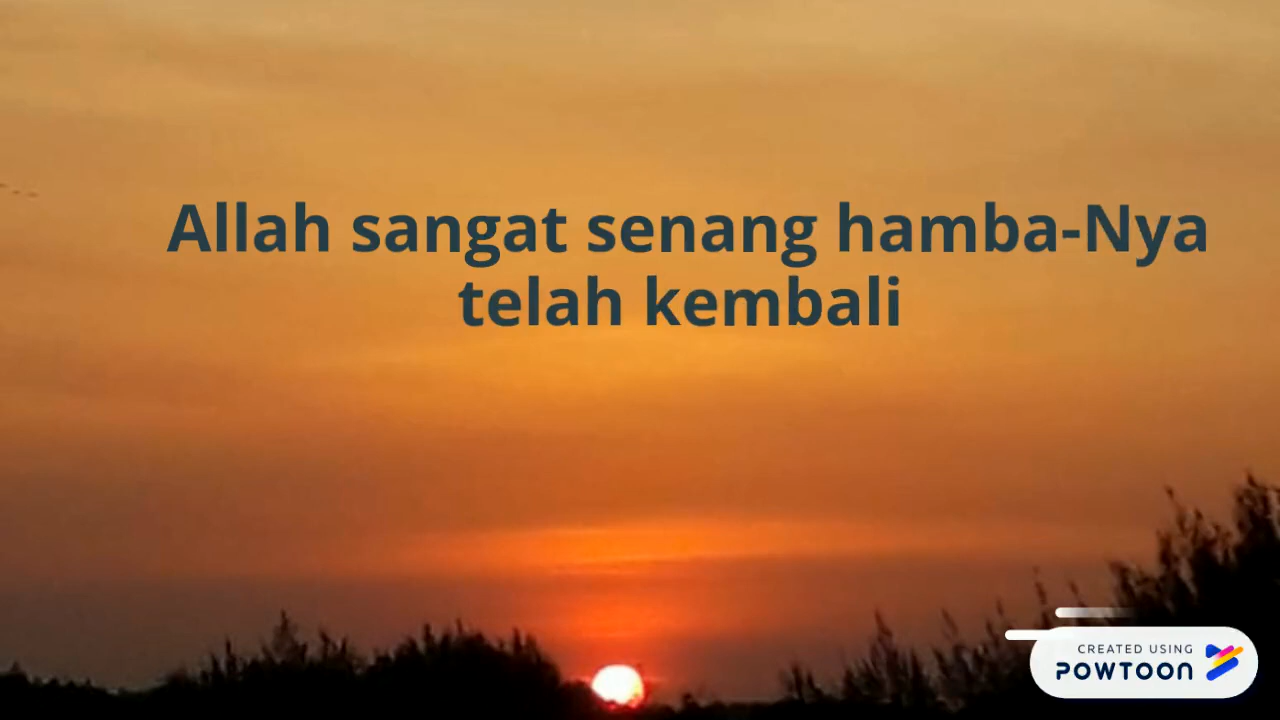 Allah sangat senang hamba-Nya
telah kembali
CREATED USING
POWTOON